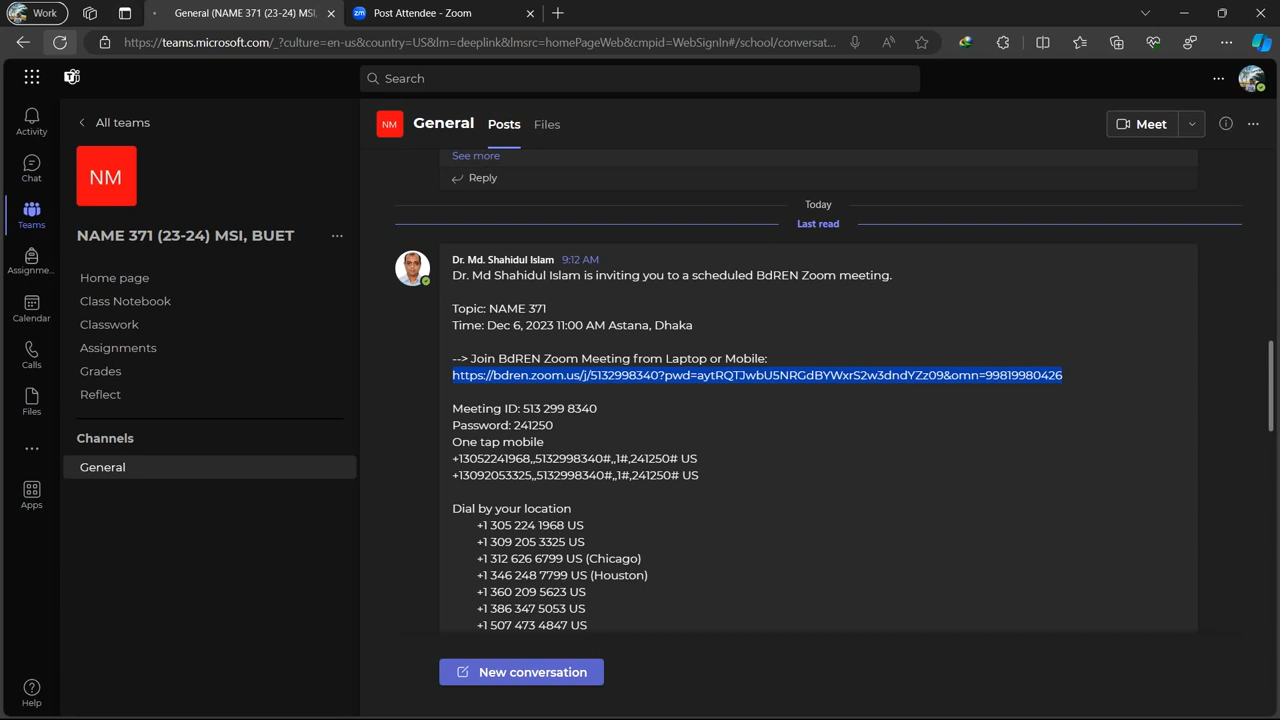 Work
General (NAME 371 (23-24) MSI,
Post Attendee - Zoom
https://teams.microsoft.com/_?culture=en-us&country=US&lm=deeplink&lmsrc=homePageWeb&cmpid=WebSignIn#/school/conversat...
Search
Activity
Chat
Teams
Assignme...
Calendar
Calls
Files
Apps
Help
All teams
NM
NAME 371 (23-24) MSI, BUET
Home page
Class Notebook
Classwork
Assignments
Grades
Reflect
Channels
General
NM General Posts Files
Meet
See more
Reply
Today
Last read
Dr. Md. Shahidul Islam 9:12 AM
Dr. Md Shahidul Islam is inviting you to a scheduled BdREN Zoom meeting.
Topic: NAME 371
Time: Dec 6, 2023 11:00 AM Astana, Dhaka
--> Join BdREN Zoom Meeting from Laptop or Mobile:
https://bdren.zoom.us/j/5132998340?pwd=aytRQTJwbU5NRGdBYWxrS2w3dndYZz09&omn=99819980426
Meeting ID: 513 299 8340
Password: 241250
One tap mobile
+13052241968,,5132998340#,,1#,241250# US
+13092053325,,5132998340#,,1#,241250# US
Dial by your location
+1 305 224 1968 US
+1 309 205 3325 US
+1 312 626 6799 US (Chicago)
+1 346 248 7799 US (Houston)
+1 360 209 5623 US
+1 386 347 5053 US
+1 507 473 4847 US
New conversation